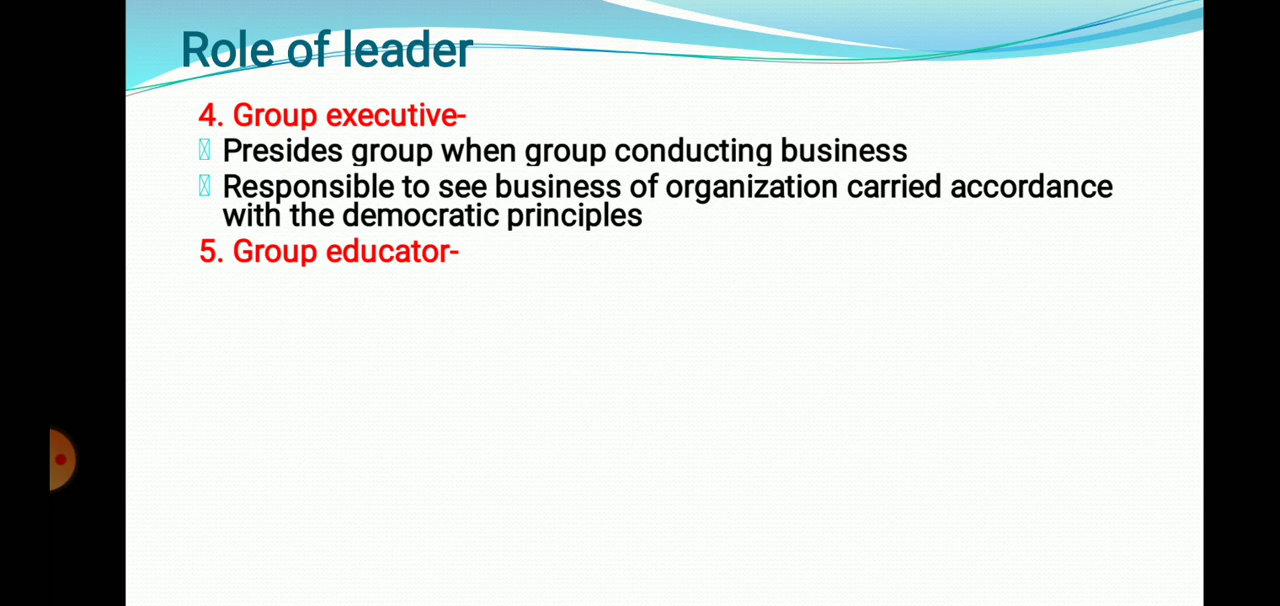 Role of leader
4. Group executive-
Presides group when group conducting business
Responsible to see business of organization carried accordance
with the democratic principles
5. Group educator-